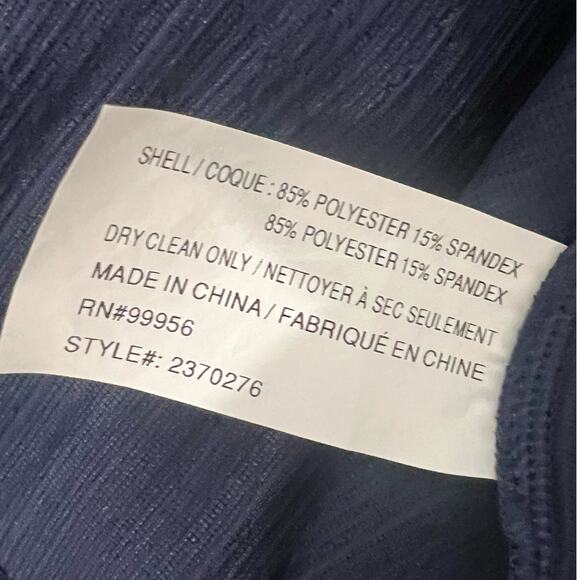 SHELL / COQUE : 85% POLYESTER 15% SPANDEX
85% POLYESTER 15% SPANDEX
DRY CLEAN ONLY / NETTOYER À SEC SEULEMENT
MADE IN CHINA / FABRIQUÉ EN CHINE
RN#99956
STYLE#: 2370276